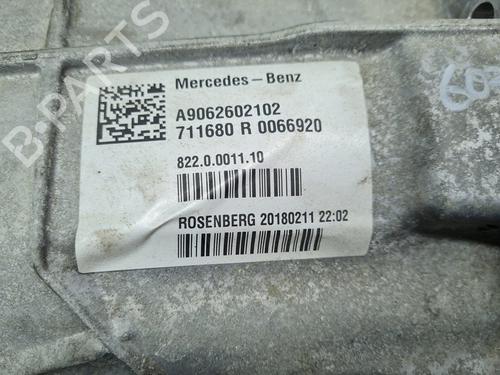 Mercedes-Benz
A9062602102
711680 R 0066920
822.0.0011.10
ROSENBERG 20180211 22:02
B-PARTS